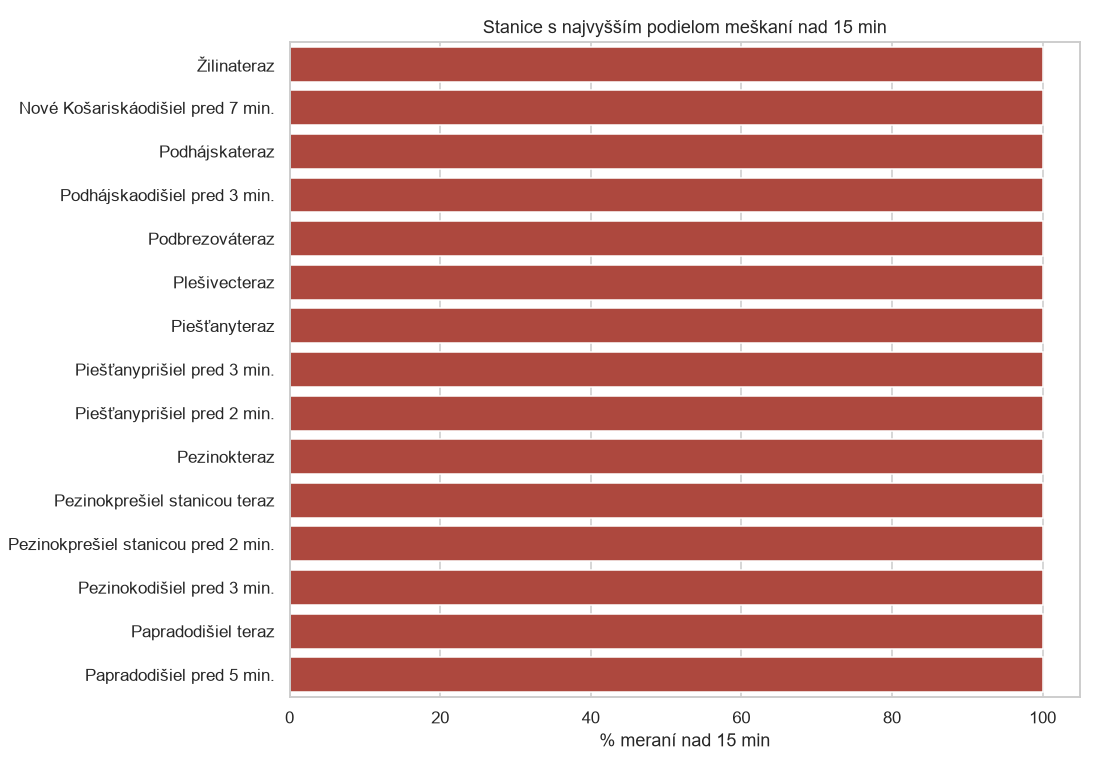 Stanice s najvyšším podielom meškaní nad 15 min
Žilinateraz
Nové Košariskáodišiel pred 7 min.
Podhájskateraz
Podhájskaodišiel pred 3 min.
Podbrezováteraz
Plešivecteraz
Piešťanyteraz
Piešťanyprišiel pred 3 min.
Piešťanyprišiel pred 2 min.
Pezinokteraz
Pezinokprešiel stanicou teraz
Pezinokprešiel stanicou pred 2 min.
Pezinokodišiel pred 3 min.
Papradodišiel teraz
Papradodišiel pred 5 min.
0 20 40 60 80 100
% meraní nad 15 min